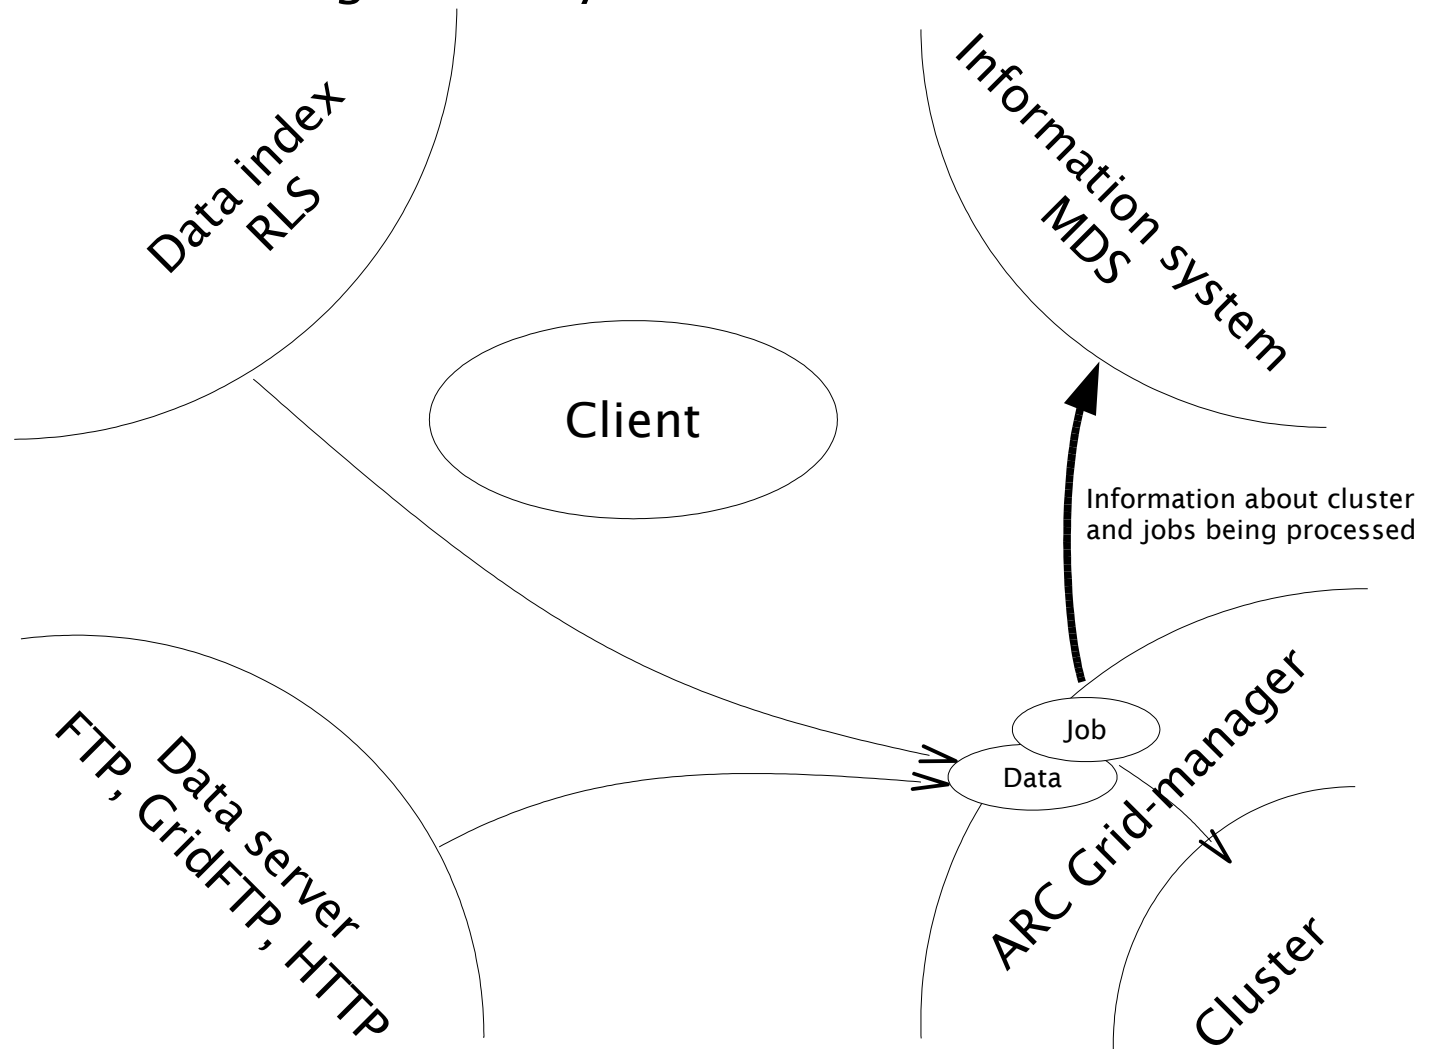 Data index
RLS
Information system
MDS
Client
Information about cluster
and jobs being processed
Job
Data
ARC Grid-manager
Cluster
Data server
FTP, GridFTP, HTTP